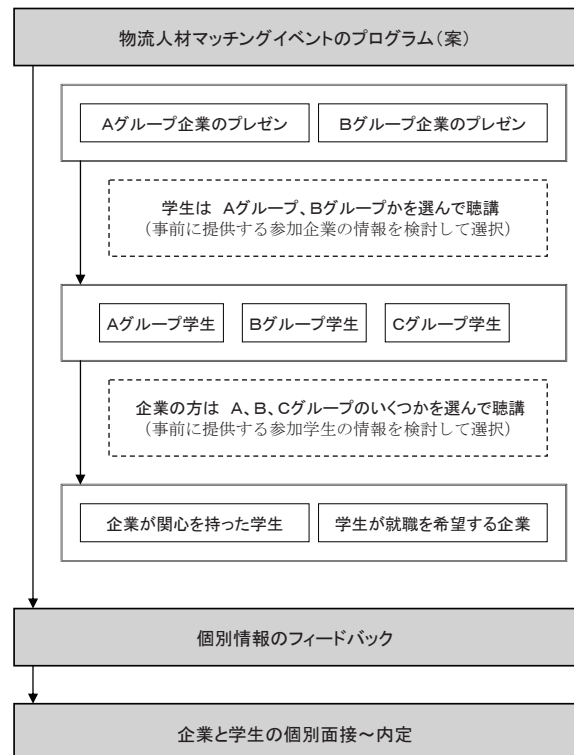 物流人材マッチングイベントのプログラム（案）
Aグループ企業のプレゼン
Bグループ企業のプレゼン
学生は Aグループ、Bグループかを選んで聴講
（事前に提供する参加企業の情報を検討して選択）
Aグループ学生
Bグループ学生
Cグループ学生
企業の方は A、B、Cグループのいくつかを選んで聴講
（事前に提供する参加学生の情報を検討して選択）
企業が関心を持った学生
学生が就職を希望する企業
個別情報のフィードバック
企業と学生の個別面接～内定